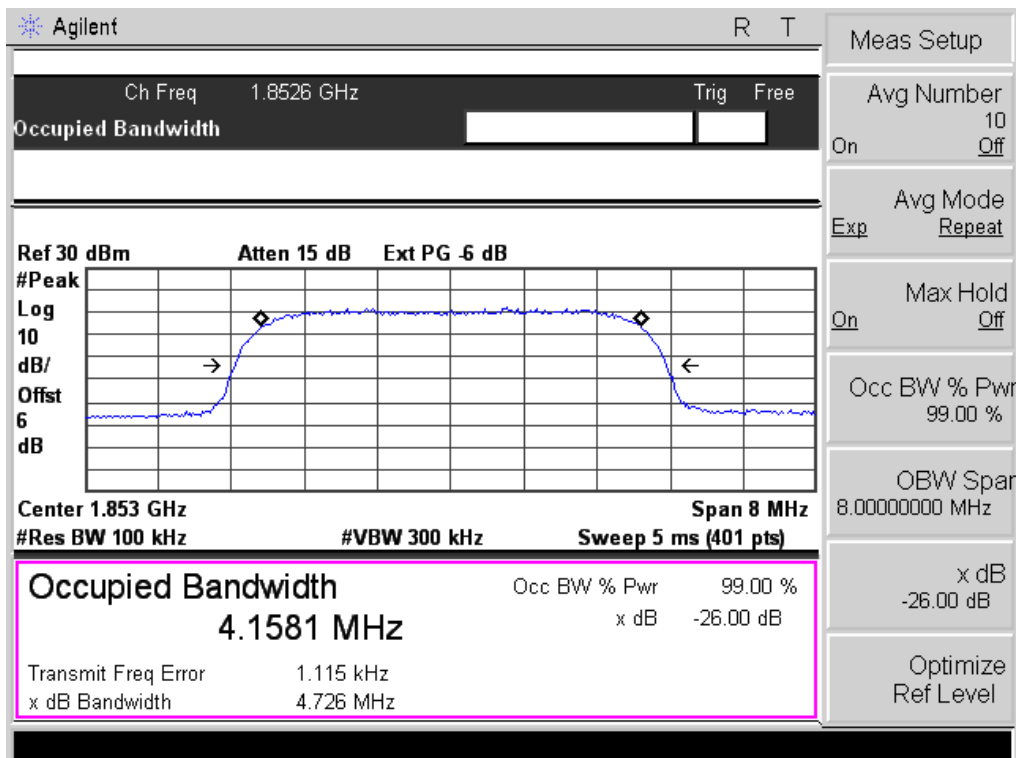 Agilent R T
Ch Freq 1.8526 GHz Trig Free
Occupied Bandwidth
Ref 30 dBm Atten 15 dB Ext PG -6 dB
#Peak
Log
10
dB/
Offst
6
dB
Center 1.853 GHz Span 8 MHz
#Res BW 100 kHz #VBW 300 kHz Sweep 5 ms (401 pts)
Occupied Bandwidth Occ BW % Pwr 99.00 %
4.1581 MHz x dB -26.00 dB
Transmit Freq Error 1.115 kHz
x dB Bandwidth 4.726 MHz
Meas Setup
Avg Number
10
On Off
Avg Mode
Exp Repeat
Max Hold
On Off
Occ BW % Pwr
99.00 %
OBW Span
8.00000000 MHz
x dB
-26.00 dB
Optimize
Ref Level